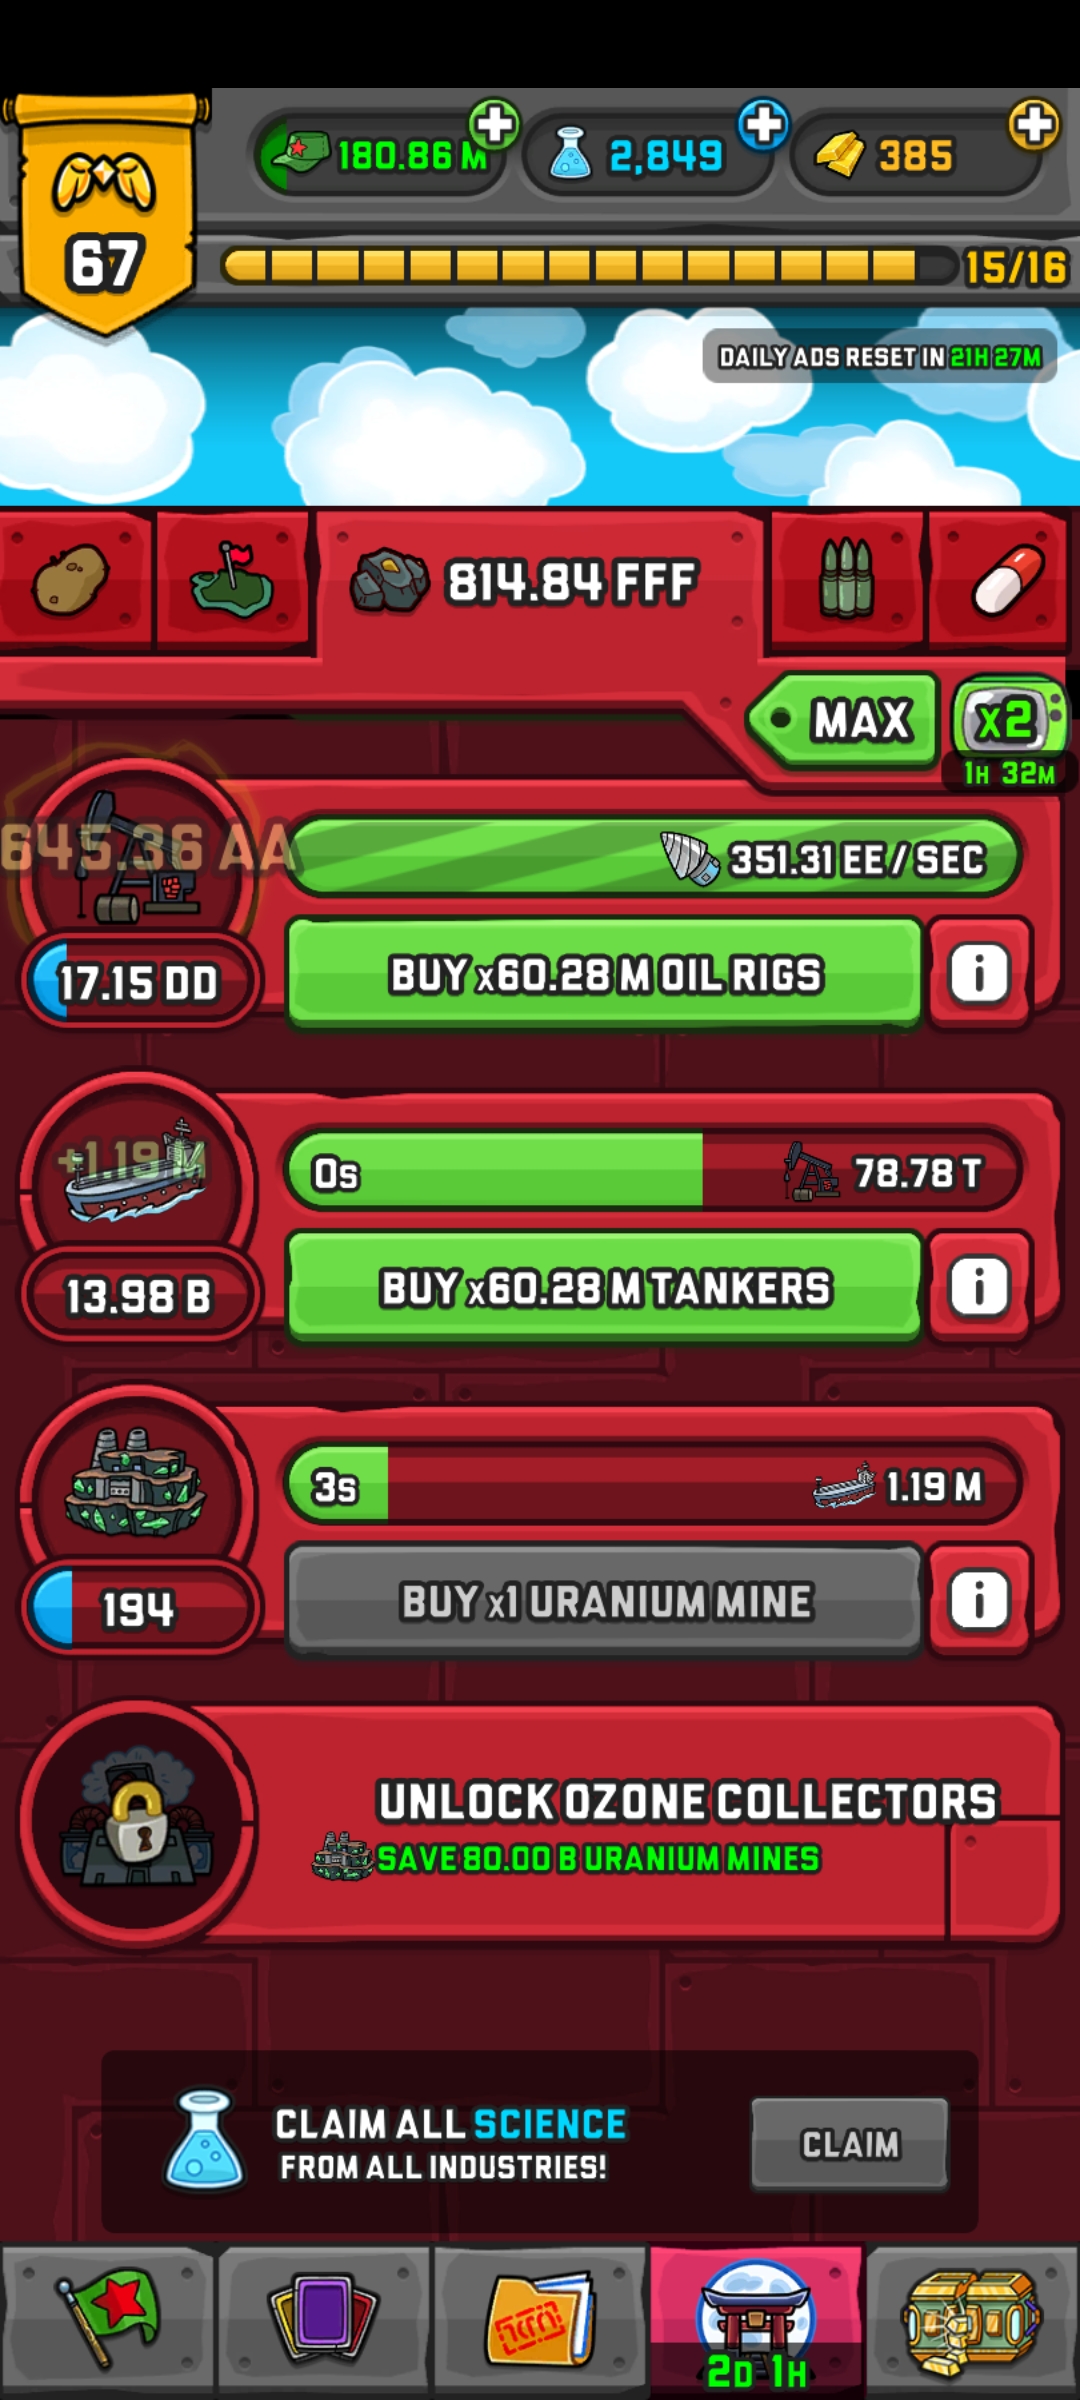 180.86 M
2,849
385
67
15/16
DAILY ADS RESET IN 21H 27M
814.84 FFF
MAX
x2
1H 32M
645.36 AA
351.31 EE / SEC
17.15 DD
BUY x60.28 M OIL RIGS
i
+1.19 M
0s
78.78 T
13.98 B
BUY x60.28 M TANKERS
i
3s
1.19 M
194
BUY x1 URANIUM MINE
i
UNLOCK OZONE COLLECTORS
SAVE 80.00 B URANIUM MINES
CLAIM ALL SCIENCE
FROM ALL INDUSTRIES!
CLAIM
2D 1H